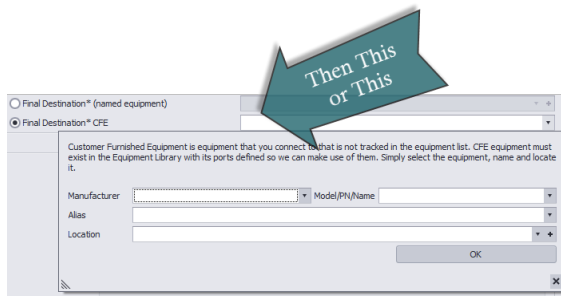 Then This
or This
Final Destination* (named equipment)
Final Destination* CFE
Customer Furnished Equipment is equipment that you connect to that is not tracked in the equipment list. CFE equipment must
exist in the Equipment Library with its ports defined so we can make use of them. Simply select the equipment, name and locate
it.
Manufacturer Model/PN/Name
Alias
Location
OK